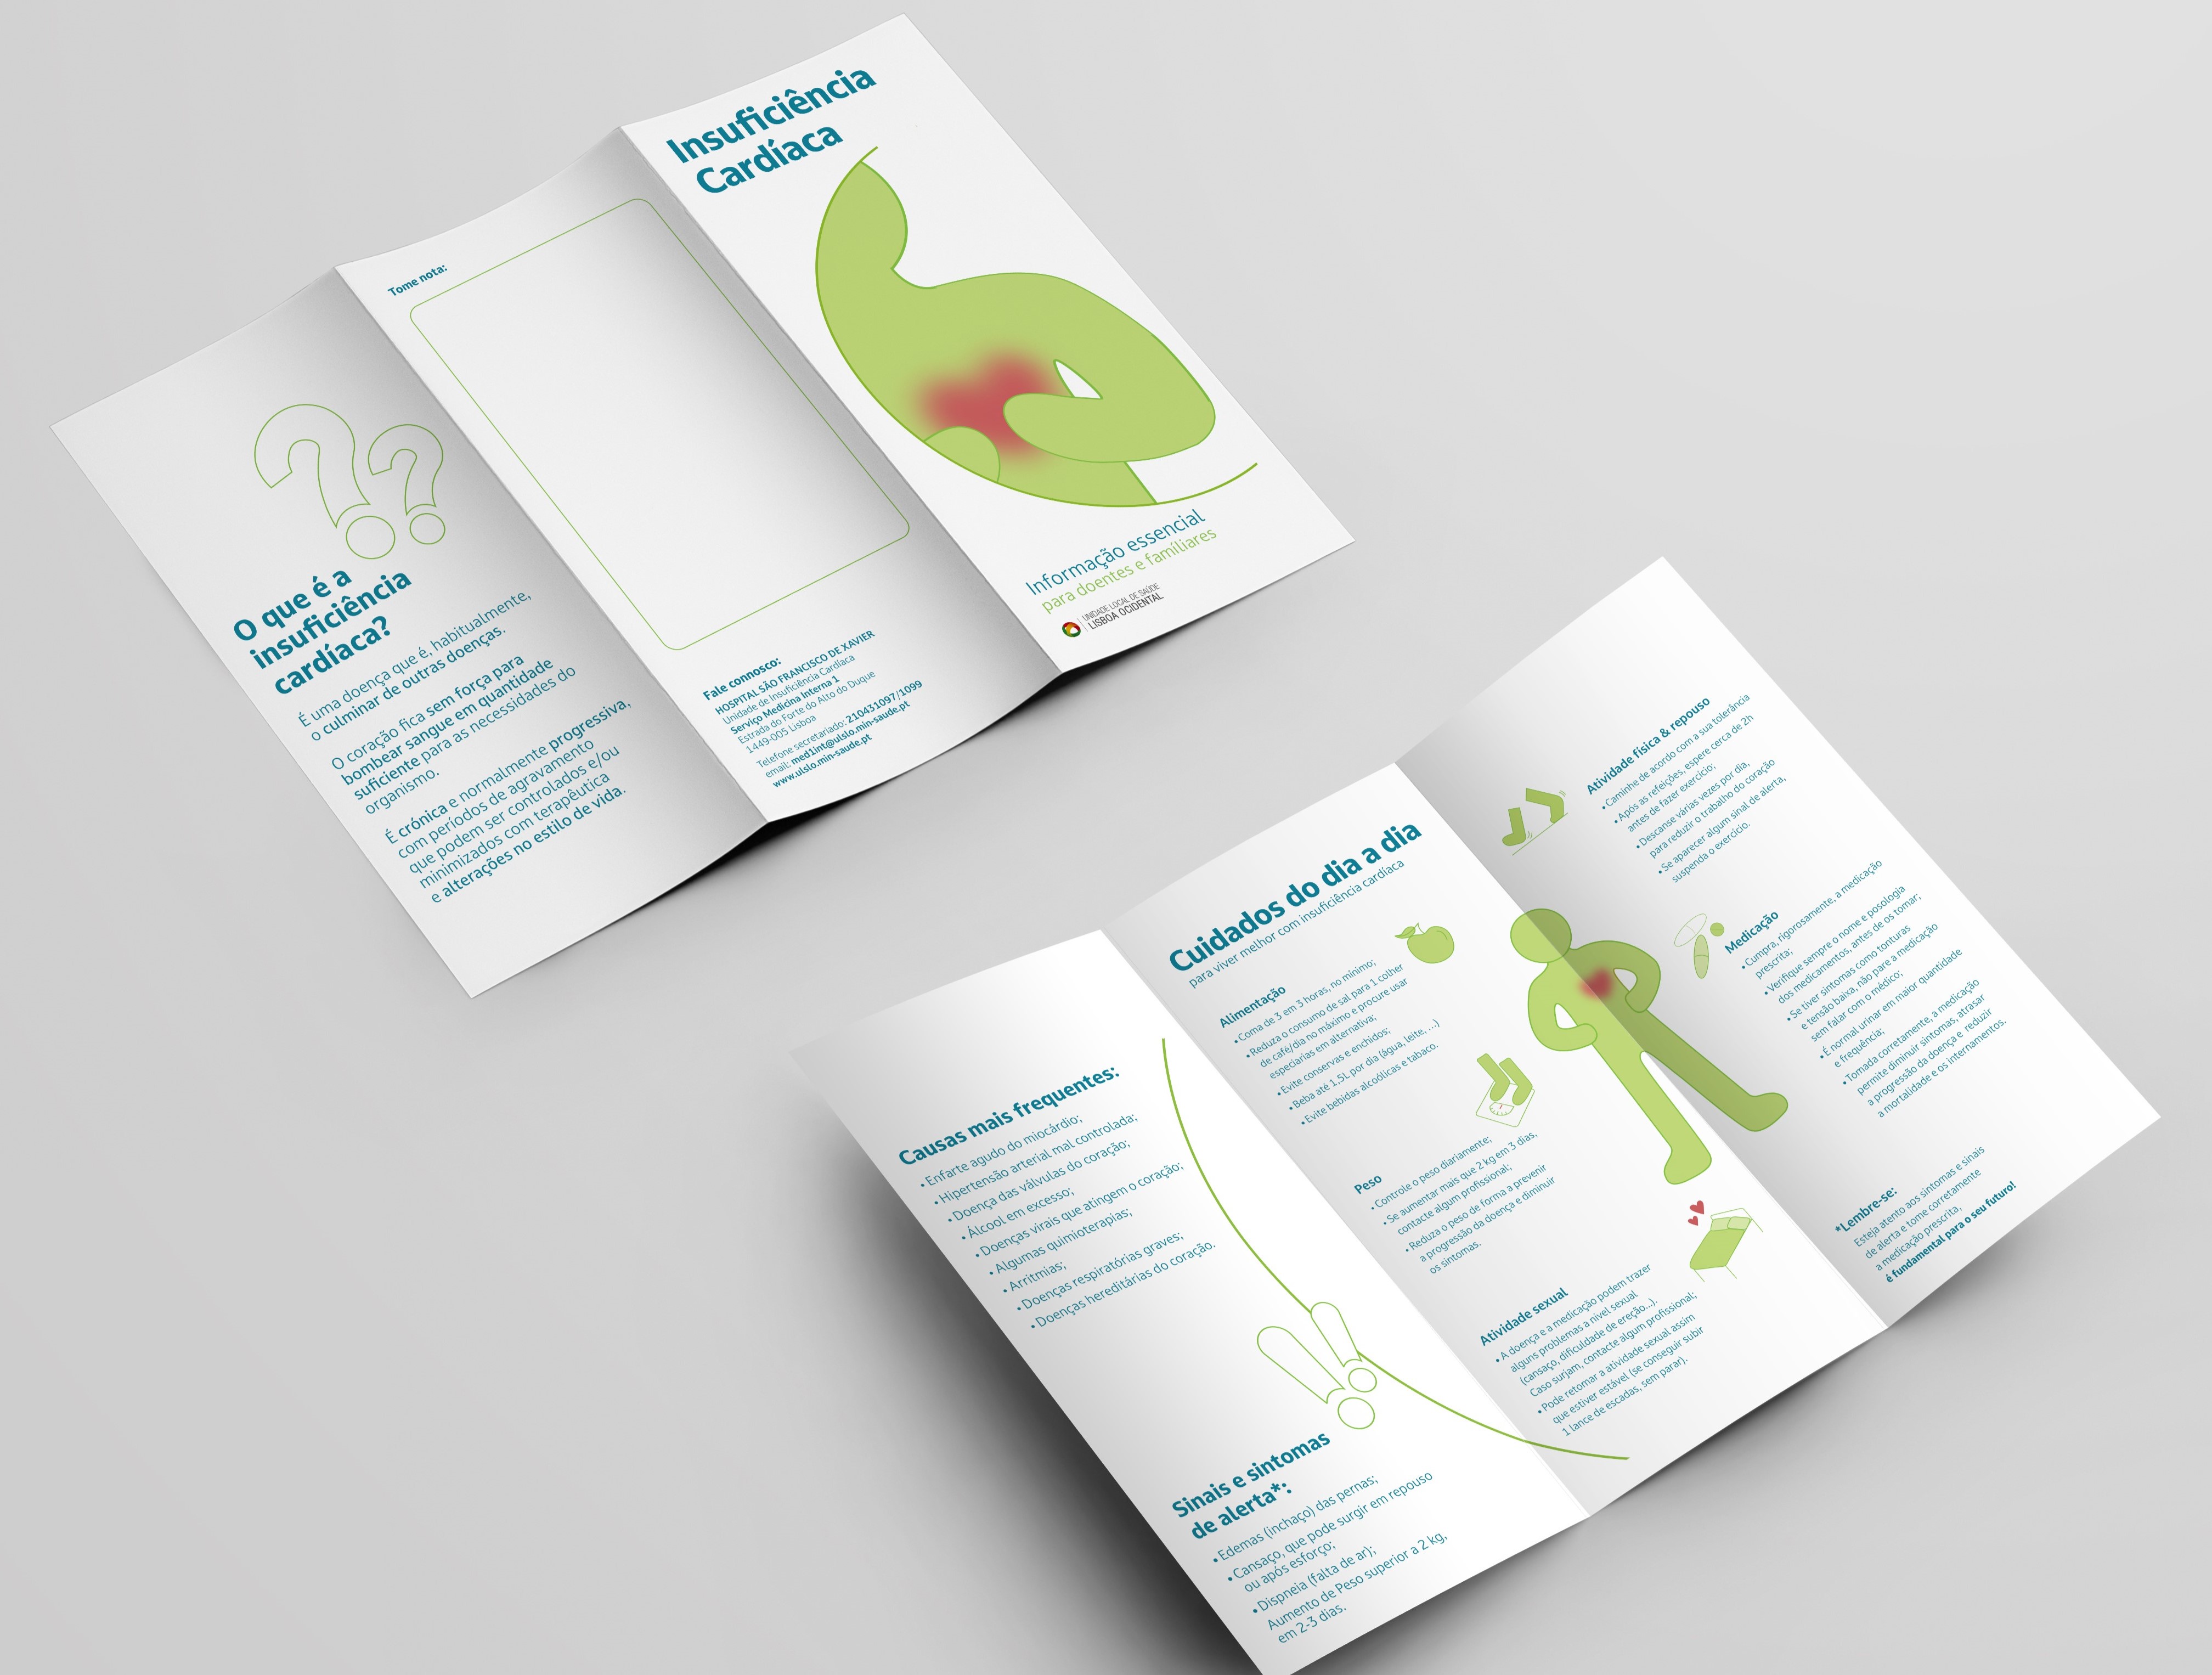 Insuficiência
Cardíaca
Informação essencial
para doentes e famíliares
UNIDADE LOCAL DE SAÚDE
LISBOA OCIDENTAL
Tome nota:
Fale connosco:
HOSPITAL SÃO FRANCISCO DE XAVIER
Unidade de Insuficiência Cardíaca
Serviço Medicina Interna 1
Estrada do Forte do Alto do Duque
1449-005 Lisboa
Telefone secretariado: 210431097/1099
email: med1int@ulslo.min-saude.pt
www.ulslo.min-saude.pt
??
O que é a
insuficiência
cardíaca?
É uma doença que é, habitualmente,
o culminar de outras doenças.
O coração fica sem força para
bombear sangue em quantidade
suficiente para as necessidades do
organismo.
É crónica e normalmente progressiva,
com períodos de agravamento
que podem ser controlados e/ou
minimizados com terapêutica
e alterações no estilo de vida.
Causas mais frequentes:
• Enfarte agudo do miocárdio;
• Hipertensão arterial mal controlada;
• Doença das válvulas do coração;
• Álcool em excesso;
• Doenças virais que atingem o coração;
• Algumas quimioterapias;
• Arritmias;
• Doenças respiratórias graves;
• Doenças hereditárias do coração.
!!
Sinais e sintomas
de alerta*:
• Edemas (inchaço) das pernas;
• Cansaço, que pode surgir em repouso
ou após esforço;
• Dispneia (falta de ar);
Aumento de Peso superior a 2 kg,
em 2-3 dias.
Cuidados do dia a dia
para viver melhor com insuficiência cardíaca
Alimentação
• Coma de 3 em 3 horas, no mínimo;
• Reduza o consumo de sal para 1 colher
de café/dia no máximo e procure usar
especiarias em alternativa;
• Evite conservas e enchidos;
• Beba até 1,5L por dia (água, leite, ...)
• Evite bebidas alcoólicas e tabaco.
Peso
• Controle o peso diariamente;
• Se aumentar mais que 2 kg em 3 dias,
contacte algum profissional;
• Reduza o peso de forma a prevenir
a progressão da doença e diminuir
os sintomas.
Atividade sexual
• A doença e a medicação podem trazer
alguns problemas a nível sexual
(cansaço, dificuldade de ereção...).
Caso surjam, contacte algum profissional;
• Pode retomar a atividade sexual assim
que estiver estável (se conseguir subir
1 lance de escadas, sem parar).
Atividade física & repouso
• Caminhe de acordo com a sua tolerância
• Após as refeições, espere cerca de 2h
antes de fazer exercício;
• Descanse várias vezes por dia,
para reduzir o trabalho do coração
• Se aparecer algum sinal de alerta,
suspenda o exercício.
Medicação
• Cumpra, rigorosamente, a medicação
prescrita;
• Verifique sempre o nome e posologia
dos medicamentos, antes de os tomar;
• Se tiver sintomas como tonturas
e tensão baixa, não pare a medicação
sem falar com o médico;
• É normal urinar em maior quantidade
e frequência;
• Tomada corretamente, a medicação
permite diminuir sintomas, atrasar
a progressão da doença e reduzir
a mortalidade e os internamentos.
*Lembre-se:
Esteja atento aos sintomas e sinais
de alerta e tome corretamente
a medicação prescrita,
é fundamental para o seu futuro!